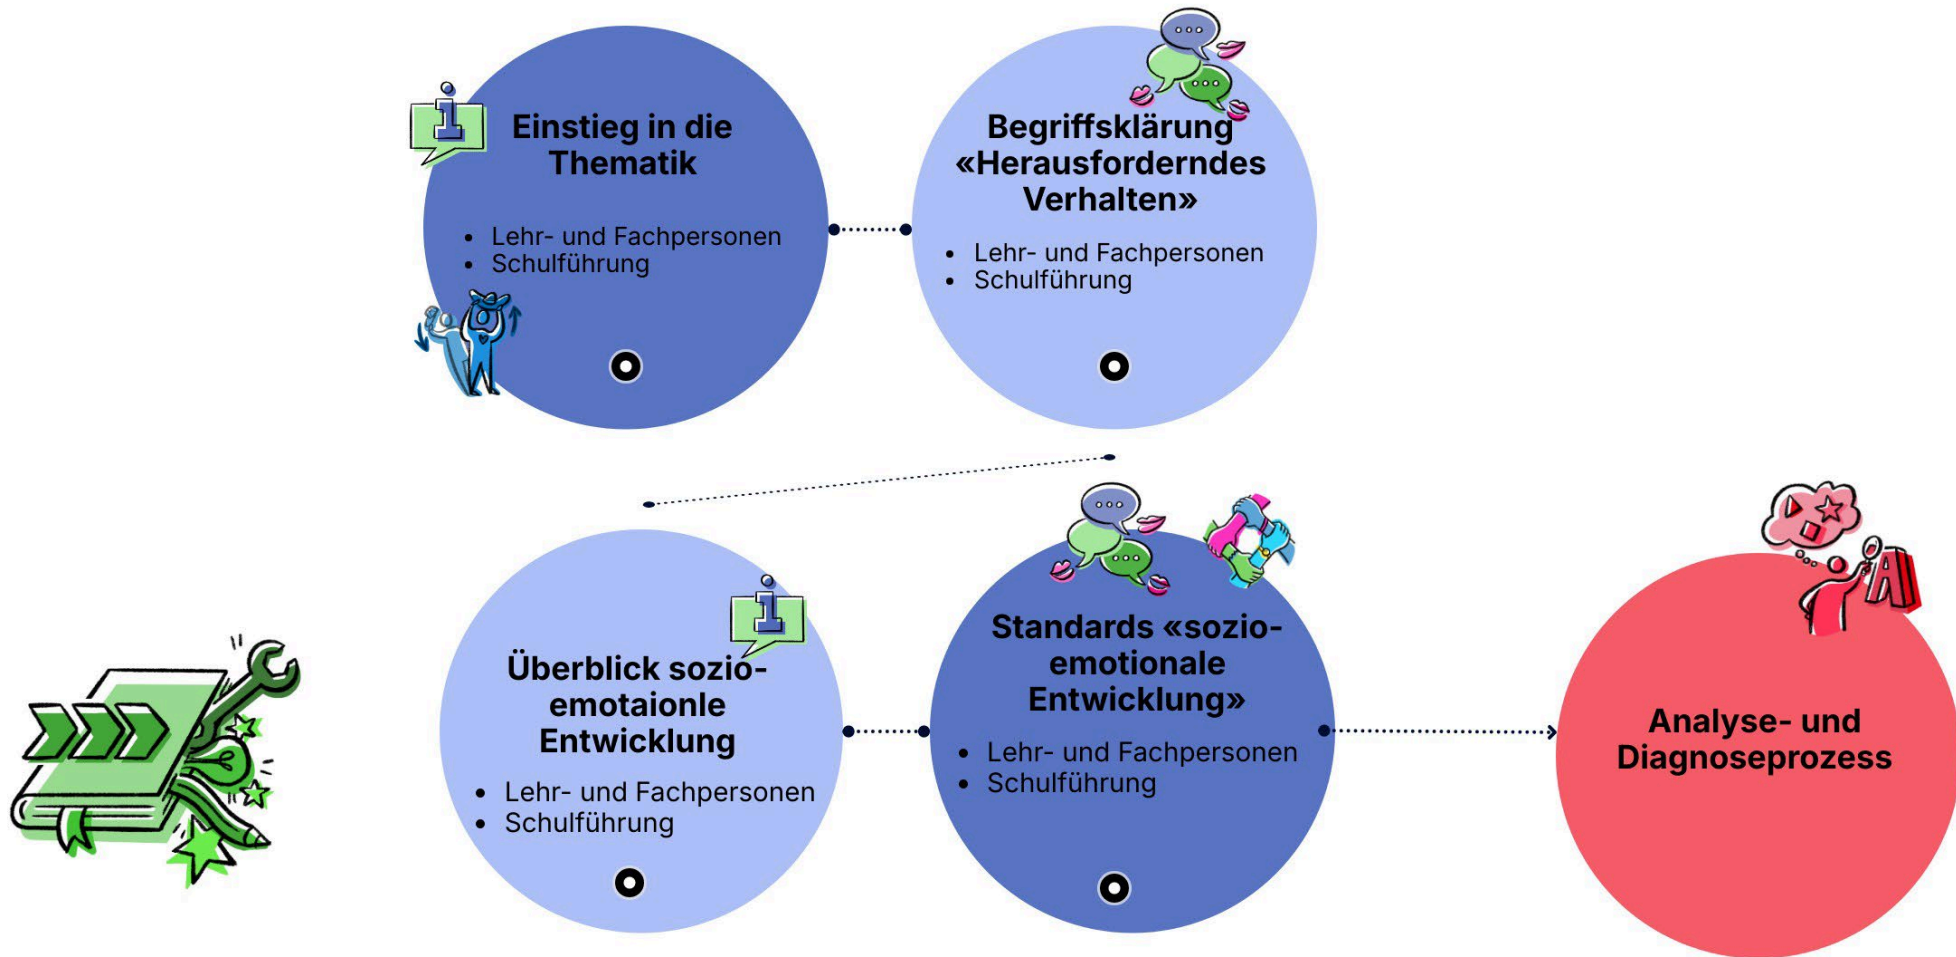 Einstieg in die
Thematik
• Lehr- und Fachpersonen
• Schulführung
Begriffsklärung
«Herausforderndes
Verhalten»
• Lehr- und Fachpersonen
• Schulführung
Überblick sozio-
emotaionle
Entwicklung
• Lehr- und Fachpersonen
• Schulführung
Standards «sozio-
emotionale
Entwicklung»
• Lehr- und Fachpersonen
• Schulführung
A
Analyse- und
Diagnoseprozess